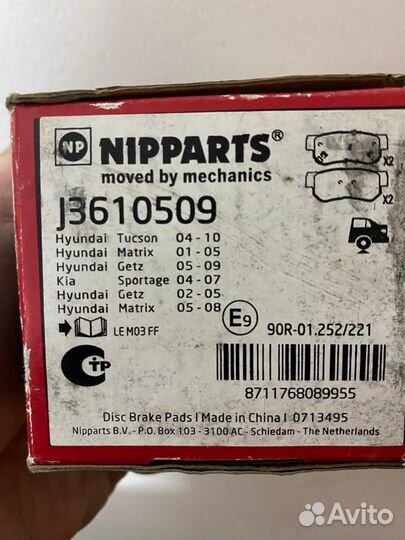 NP NIPPARTS®
moved by mechanics
X2
X2
J3610509
Hyundai Tucson 04 - 10
Hyundai Matrix 01 - 05
Hyundai Getz 05 - 09
Kia Sportage 04 - 07
Hyundai Getz 02 - 05
Hyundai Matrix 05 - 08
LE M03 FF
E9
90R-01.252/221
CTP
8711768089955
Disc Brake Pads | Made in China | 0713495
Nipparts B.V. - P.O. Box 103 - 3100 AC - Schiedam - The Netherlands
Avito